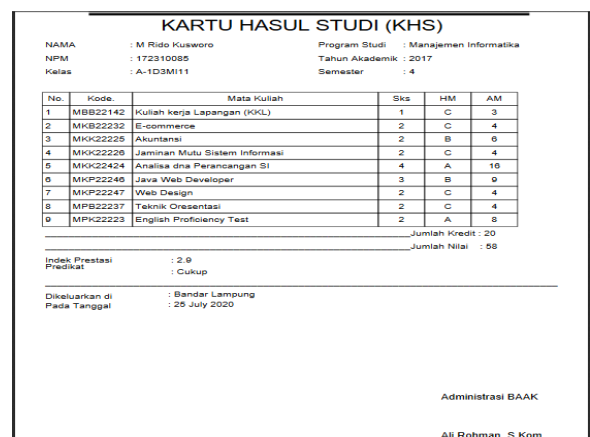 KARTU HASUL STUDI (KHS)
NAMA : M Rido Kusworo Program Studi : Manajemen Informatika
NPM : 172310085 Tahun Akademik : 2017
Kelas : A-1D3MI11 Semester : 4
No. Kode. Mata Kuliah Sks HM AM
1 MBB22142 Kuliah kerja Lapangan (KKL) 1 C 3
2 MKB22232 E-commerce 2 C 4
3 MKK22225 Akuntansi 2 B 6
4 MKK22226 Jaminan Mutu Sistem Informasi 2 C 4
5 MKK22424 Analisa dna Perancangan SI 4 A 16
6 MKP22246 Java Web Developer 3 B 9
7 MKP22247 Web Design 2 C 4
8 MPB22237 Teknik Oresentasi 2 C 4
9 MPK22223 English Proficiency Test 2 A 8
Jumlah Kredit : 20
Jumlah Nilai : 58
Indek Prestasi : 2.9
Predikat : Cukup
Dikeluarkan di : Bandar Lampung
Pada Tanggal : 25 July 2020
Administrasi BAAK
Ali Rohman, S.Kom